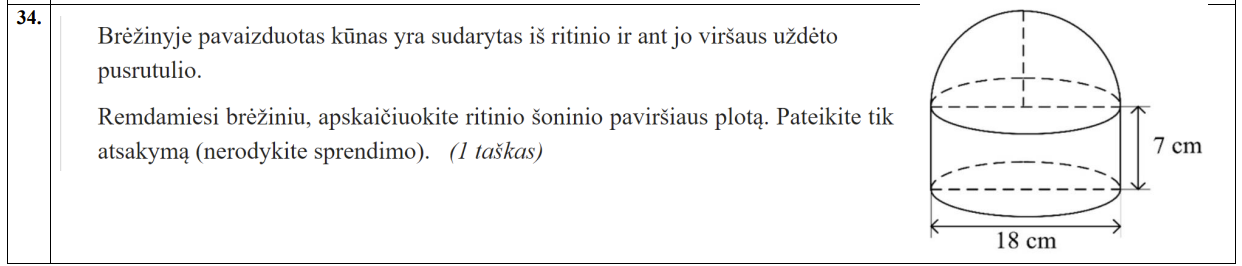 34.
Brėžinyje pavaizduotas kūnas yra sudarytas iš ritinio ir ant jo viršaus uždėto
pusrutulio.
Remdamiesi brėžiniu, apskaičiuokite ritinio šoninio paviršiaus plotą. Pateikite tik
atsakymą (nerodykite sprendimo). (1 taškas)
7 cm
18 cm